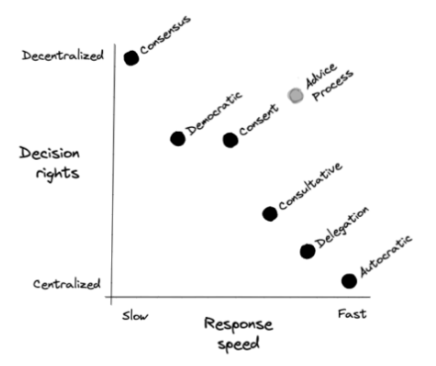 Consensus
Decentralized
Advice
Process
Democratic
Consent
Decision
rights
Consultative
Delegation
Autocratic
Centralized
Slow
Fast
Response
speed